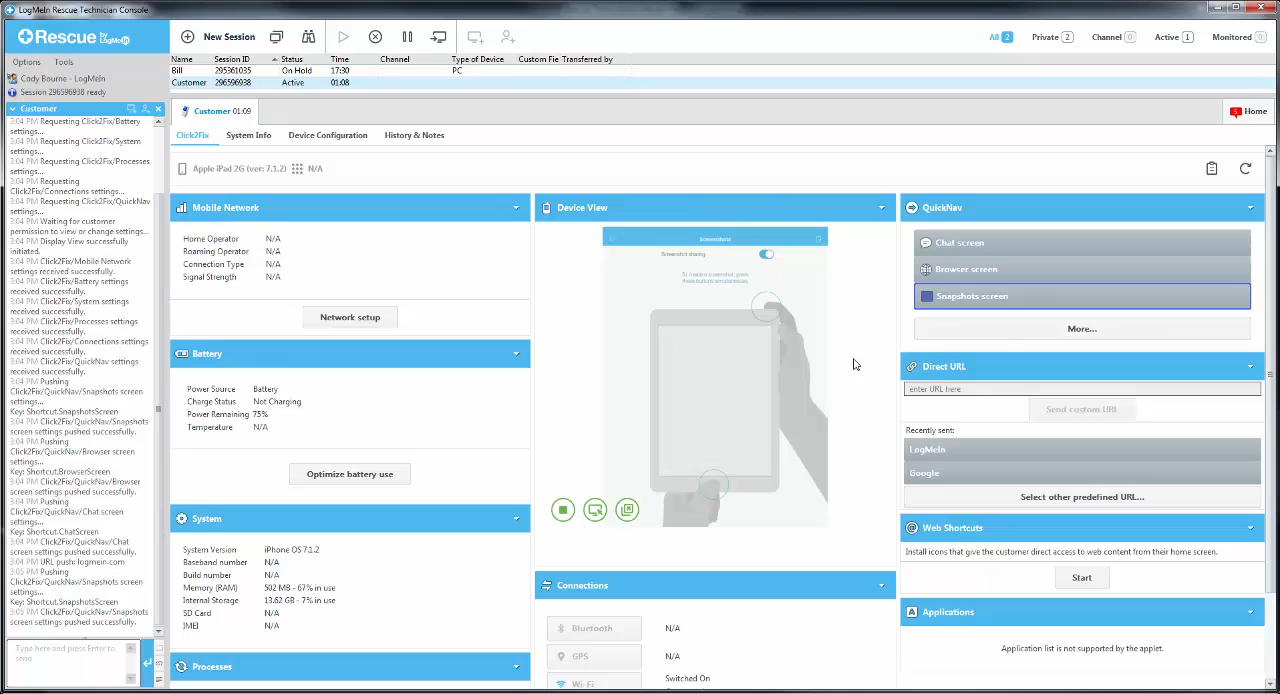 LogMeIn Rescue Technician Console
Rescue by LogMeIn
New Session
All 2 Private 2 Channel 0 Active 1 Monitored 0
Options Tools
Cody Bourne - LogMeIn
Session 296596938 ready
Name Session ID Status Time Channel Type of Device Custom Fie Transferred by
Bill 295361035 On Hold 17:30 PC
Customer 296596938 Active 01:08
Customer
3:04 PM Requesting Click2Fix/Battery
settings...
3:04 PM Requesting Click2Fix/System
settings...
3:04 PM Requesting Click2Fix/Processes
settings...
3:04 PM Requesting
Click2Fix/Connections settings...
3:04 PM Requesting Click2Fix/QuickNav
settings...
3:04 PM Waiting for customer
permission to view or change settings...
3:04 PM Display View successfully
initiated.
3:04 PM Click2Fix/Mobile Network
settings received successfully.
3:04 PM Click2Fix/Battery settings
received successfully.
3:04 PM Click2Fix/System settings
received successfully.
3:04 PM Click2Fix/Processes settings
received successfully.
3:04 PM Click2Fix/Connections settings
received successfully.
3:04 PM Click2Fix/QuickNav settings
received successfully.
3:04 PM Pushing
Click2Fix/QuickNav/Snapshots screen
settings...
Key: Shortcut.SnapshotsScreen
3:04 PM Click2Fix/QuickNav/Snapshots
screen settings pushed successfully.
3:04 PM Pushing
Click2Fix/QuickNav/Browser screen
settings...
Key: Shortcut.BrowserScreen
3:04 PM Click2Fix/QuickNav/Browser
screen settings pushed successfully.
3:04 PM Pushing
Click2Fix/QuickNav/Chat screen
settings...
Key: Shortcut.ChatScreen
3:04 PM Click2Fix/QuickNav/Chat
screen settings pushed successfully.
3:04 PM URL push: logmein.com
3:05 PM Pushing
Click2Fix/QuickNav/Snapshots screen
settings...
Key: Shortcut.SnapshotsScreen
3:05 PM Click2Fix/QuickNav/Snapshots
screen settings pushed successfully.
Type here and press Enter to
send
Customer 01:09
Home
Click2Fix System Info Device Configuration History & Notes
Apple iPad 2G (ver: 7.1.2) N/A
Mobile Network
Home Operator N/A
Roaming Operator N/A
Connection Type N/A
Signal Strength N/A
Network setup
Battery
Power Source Battery
Charge Status Not Charging
Power Remaining 75%
Temperature N/A
Optimize battery use
System
System Version iPhone OS 7.1.2
Baseband number N/A
Build number N/A
Memory (RAM) 502 MB - 67% in use
Internal Storage 13.62 GB - 7% in use
SD Card N/A
IMEI N/A
Processes
Device View
Screenshots
Screenshot sharing
To create a screenshot, press
these buttons simultaneously.
Connections
Bluetooth N/A
GPS N/A
Wi-Fi Switched On
QuickNav
Chat screen
Browser screen
Snapshots screen
More...
Direct URL
enter URL here
Send custom URL
Recently sent:
LogMeIn
Google
Select other predefined URL...
Web Shortcuts
Install icons that give the customer direct access to web content from their home screen.
Start
Applications
Application list is not supported by the applet.